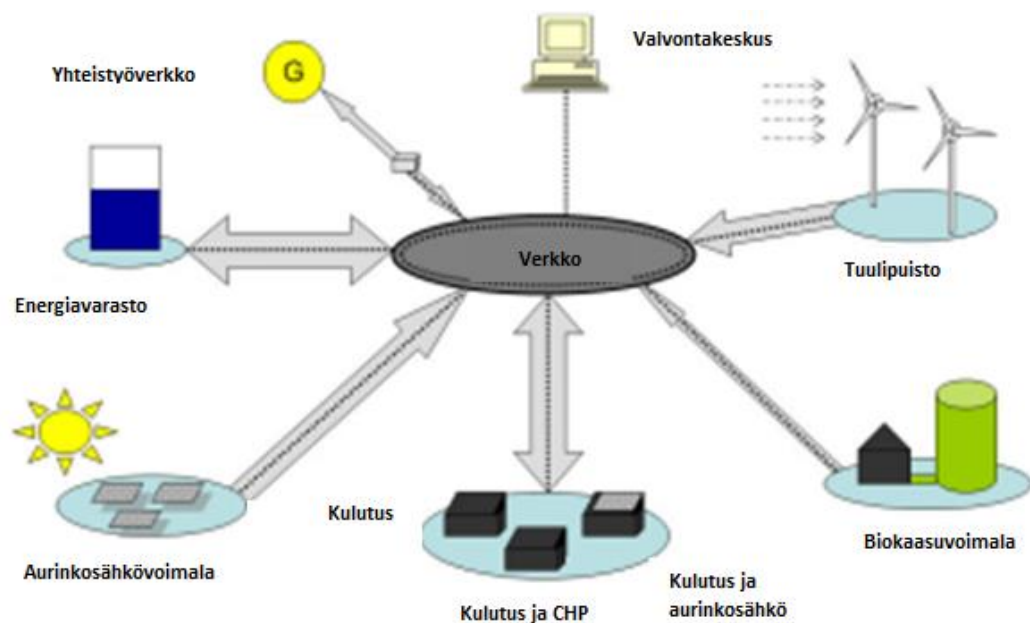 Valvontakeskus
Yhteistyöverkko
G
Verkko
Tuulipuisto
Energiavarasto
Kulutus
Biokaasuvoimala
Aurinkosähkövoimala
Kulutus ja
aurinkosähkö
Kulutus ja CHP